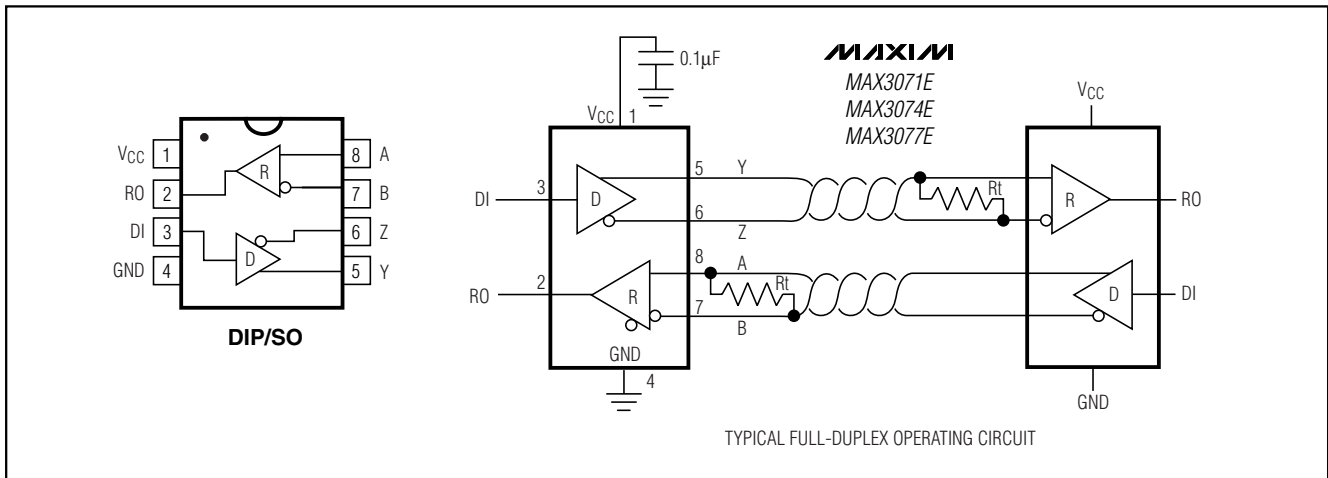 VCC 1
RO 2
DI 3
GND 4
8 A
7 B
6 Z
5 Y
R
D
DIP/SO
0.1µF
VCC 1
MAXIM
MAX3071E
MAX3074E
MAX3077E
VCC
DI 3
D
5 Y
6
Z
Rt
R
RO
RO 2
R
8 A
7
B
Rt
D
DI
GND
4
GND
TYPICAL FULL-DUPLEX OPERATING CIRCUIT